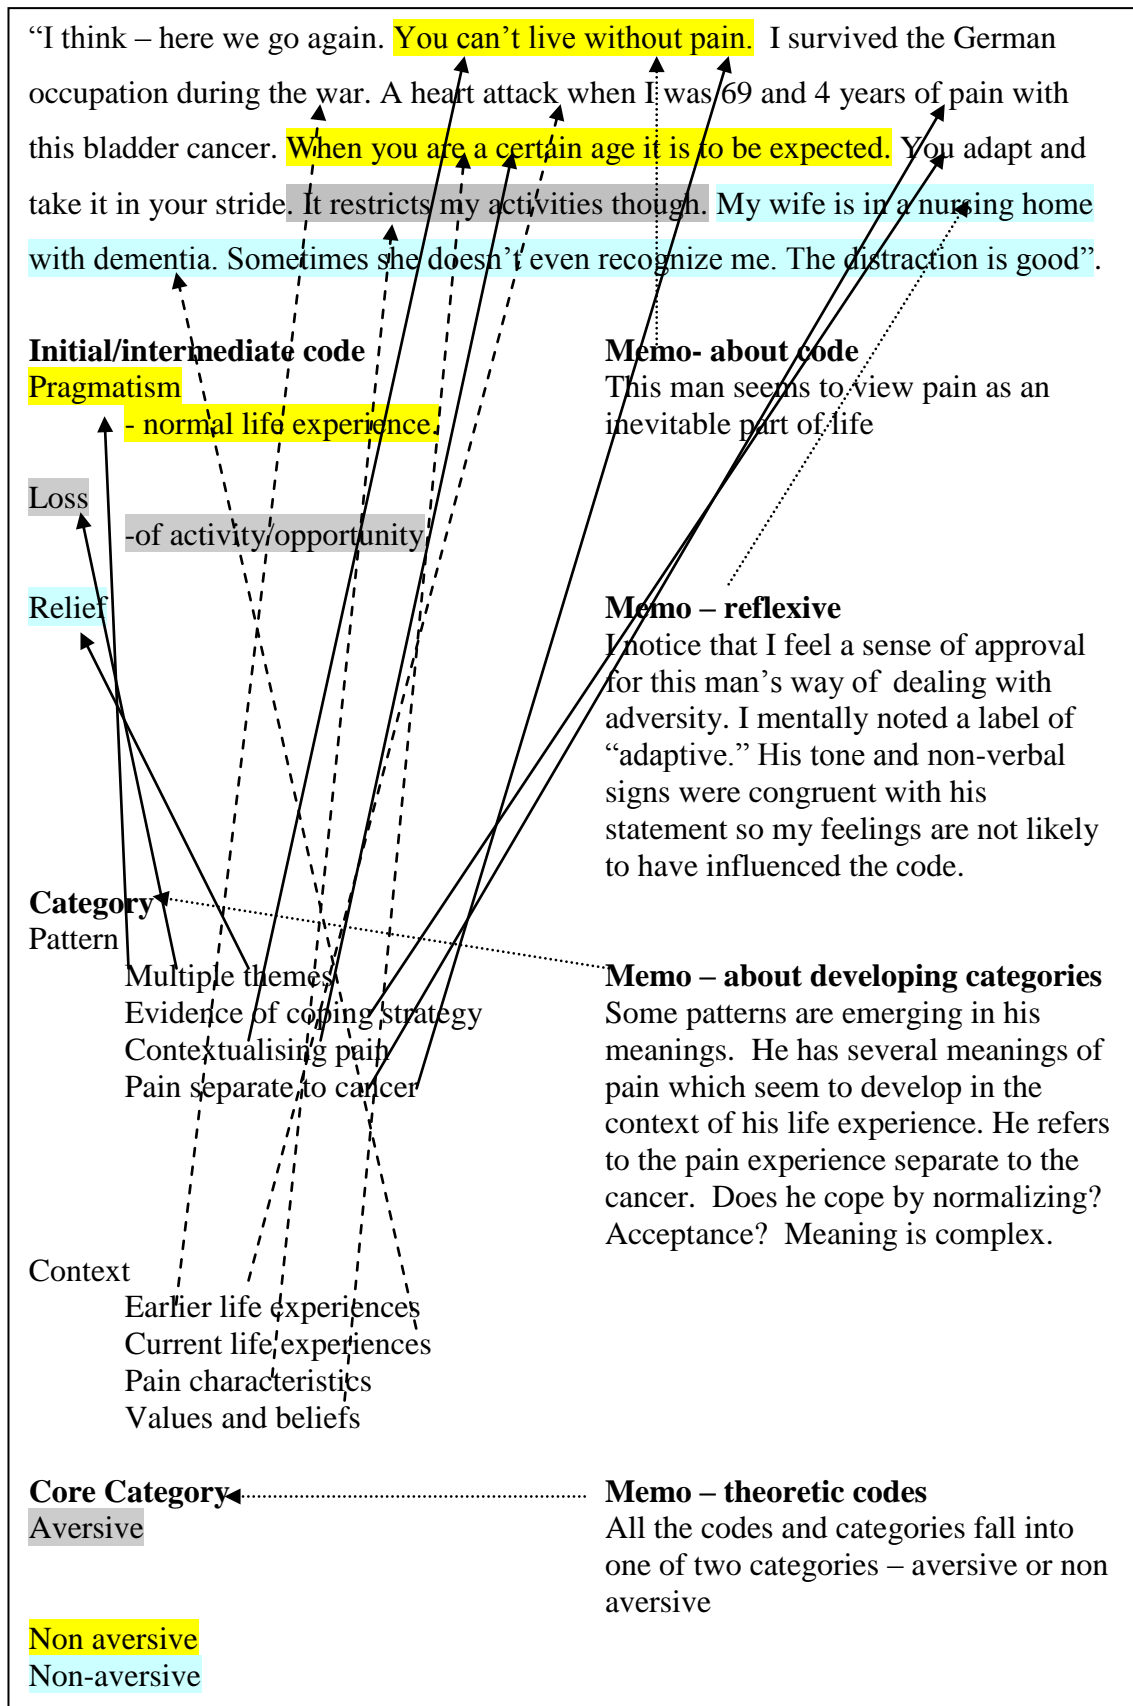 “I think – here we go again. You can’t live without pain. I survived the German
occupation during the war. A heart attack when I was 69 and 4 years of pain with
this bladder cancer. When you are a certain age it is to be expected. You adapt and
take it in your stride. It restricts my activities though. My wife is in a nursing home
with dementia. Sometimes she doesn’t even recognize me. The distraction is good”.
Initial/intermediate code
Pragmatism
- normal life experience.
Loss
-of activity/opportunity
Relief
Memo- about code
This man seems to view pain as an
inevitable part of life
Memo – reflexive
I notice that I feel a sense of approval
for this man’s way of dealing with
adversity. I mentally noted a label of
“adaptive.” His tone and non-verbal
signs were congruent with his
statement so my feelings are not likely
to have influenced the code.
Category
Pattern
Multiple themes
Evidence of coping strategy
Contextualising pain
Pain separate to cancer
Memo – about developing categories
Some patterns are emerging in his
meanings. He has several meanings of
pain which seem to develop in the
context of his life experience. He refers
to the pain experience separate to the
cancer. Does he cope by normalizing?
Acceptance? Meaning is complex.
Context
Earlier life experiences
Current life experiences
Pain characteristics
Values and beliefs
Core Category
Aversive
Memo – theoretic codes
All the codes and categories fall into
one of two categories – aversive or non
aversive
Non aversive
Non-aversive